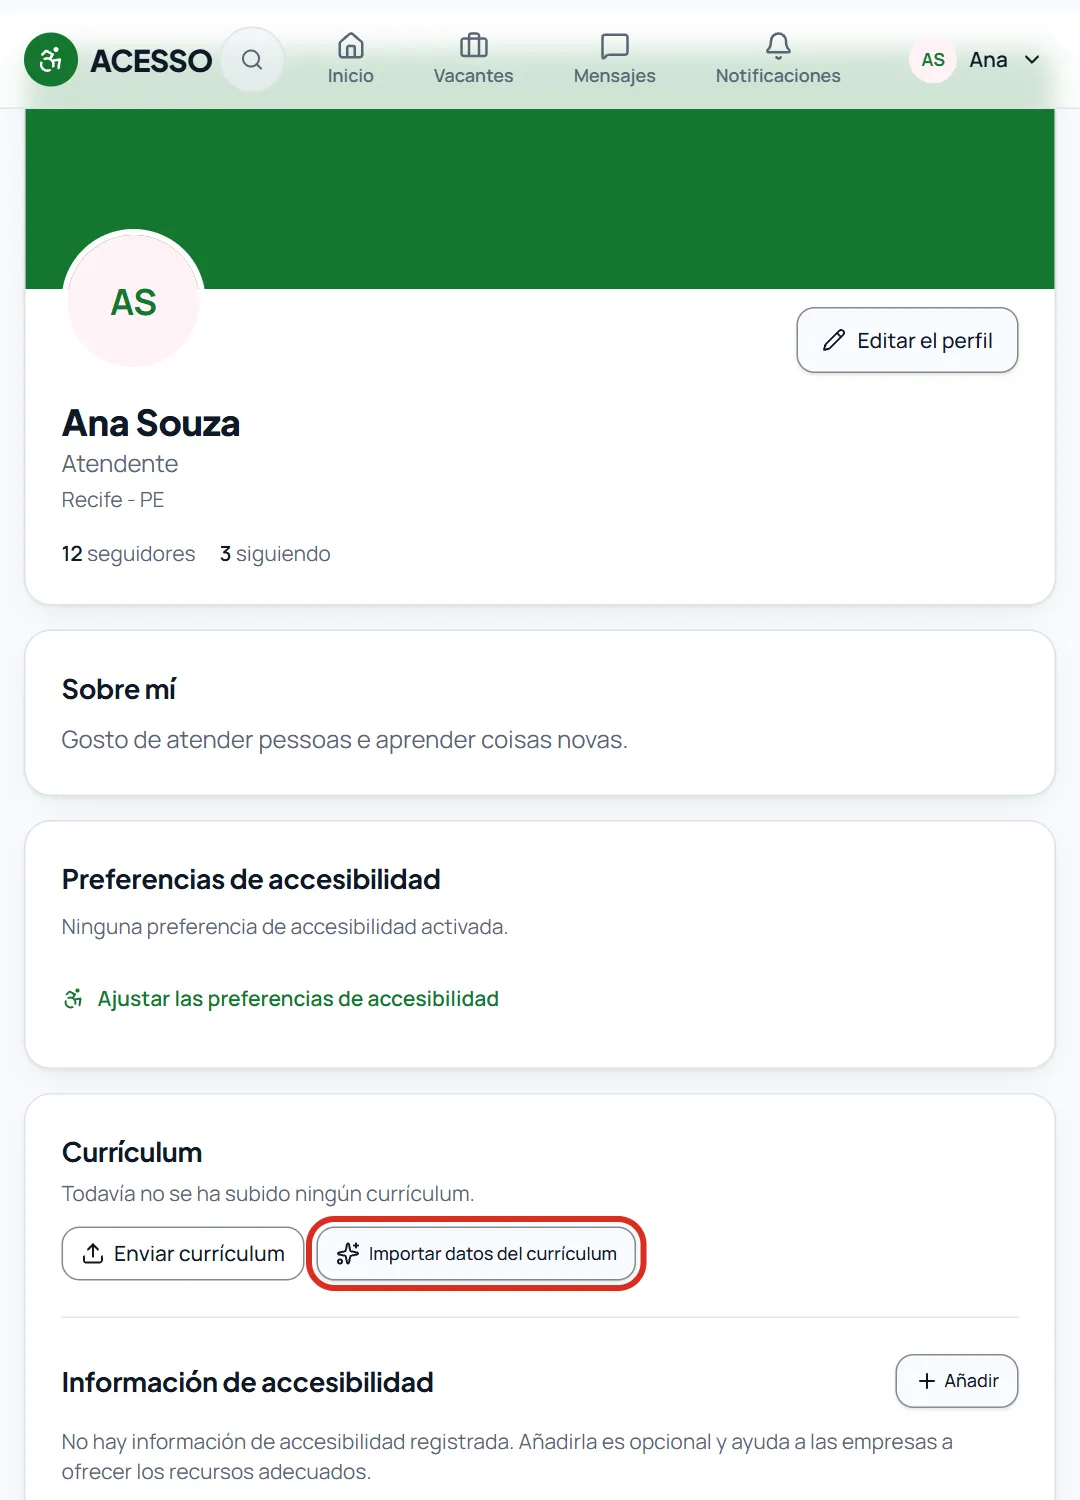 ACESSO
Inicio
Vacantes
Mensajes
Notificaciones
AS
Ana
AS
Editar el perfil
Ana Souza
Atendente
Recife - PE
12 seguidores 3 siguiendo
Sobre mí
Gosto de atender pessoas e aprender coisas novas.
Preferencias de accesibilidad
Ninguna preferencia de accesibilidad activada.
Ajustar las preferencias de accesibilidad
Currículum
Todavía no se ha subido ningún currículum.
Enviar currículum
Importar datos del currículum
Información de accesibilidad
Añadir
No hay información de accesibilidad registrada. Añadirla es opcional y ayuda a las empresas a
ofrecer los recursos adecuados.